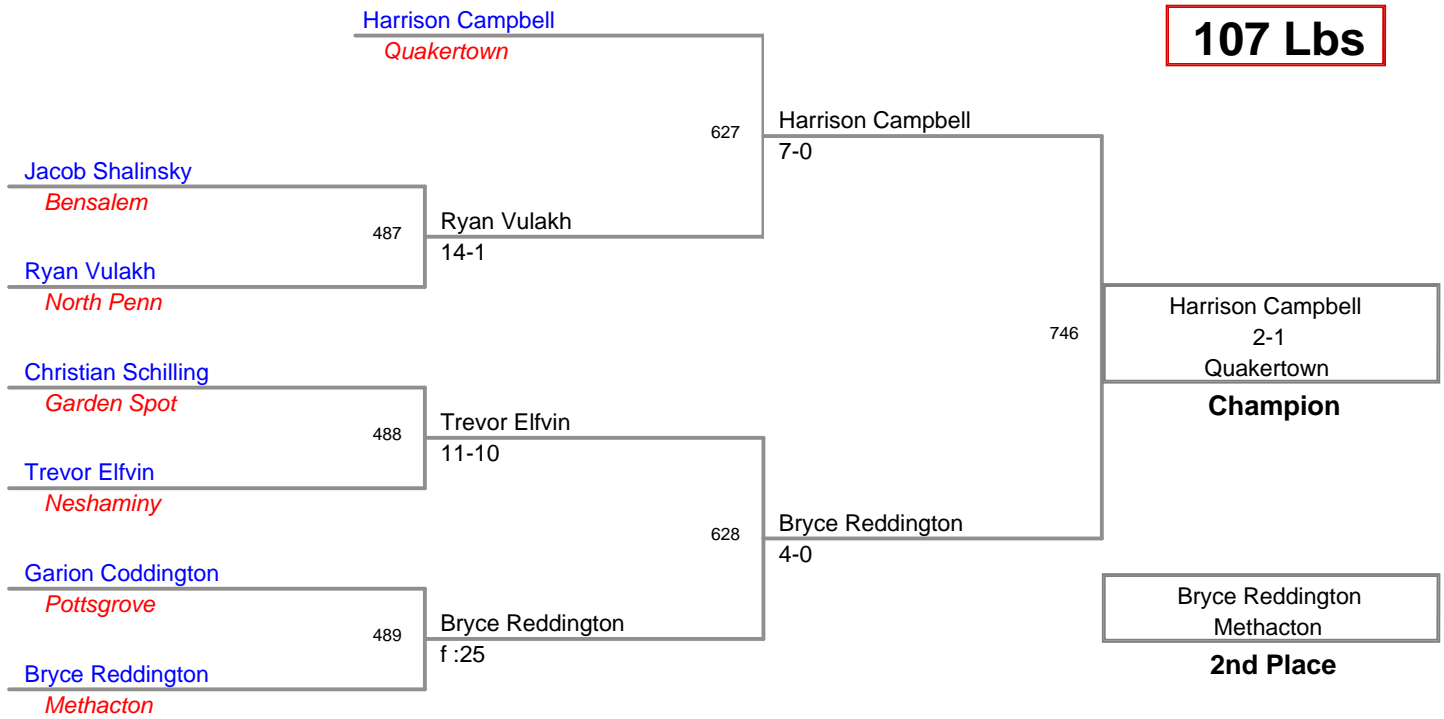 Harrison Campbell
Quakertown
107 Lbs
627
Harrison Campbell
7-0
Jacob Shalinsky
Bensalem
487
Ryan Vulakh
14-1
Ryan Vulakh
North Penn
746
Harrison Campbell
2-1
Quakertown
Champion
Christian Schilling
Garden Spot
488
Trevor Elfvin
11-10
Trevor Elfvin
Neshaminy
628
Bryce Reddington
4-0
Garion Coddington
Pottsgrove
489
Bryce Reddington
f :25
Bryce Reddington
Methacton
Bryce Reddington
Methacton
2nd Place